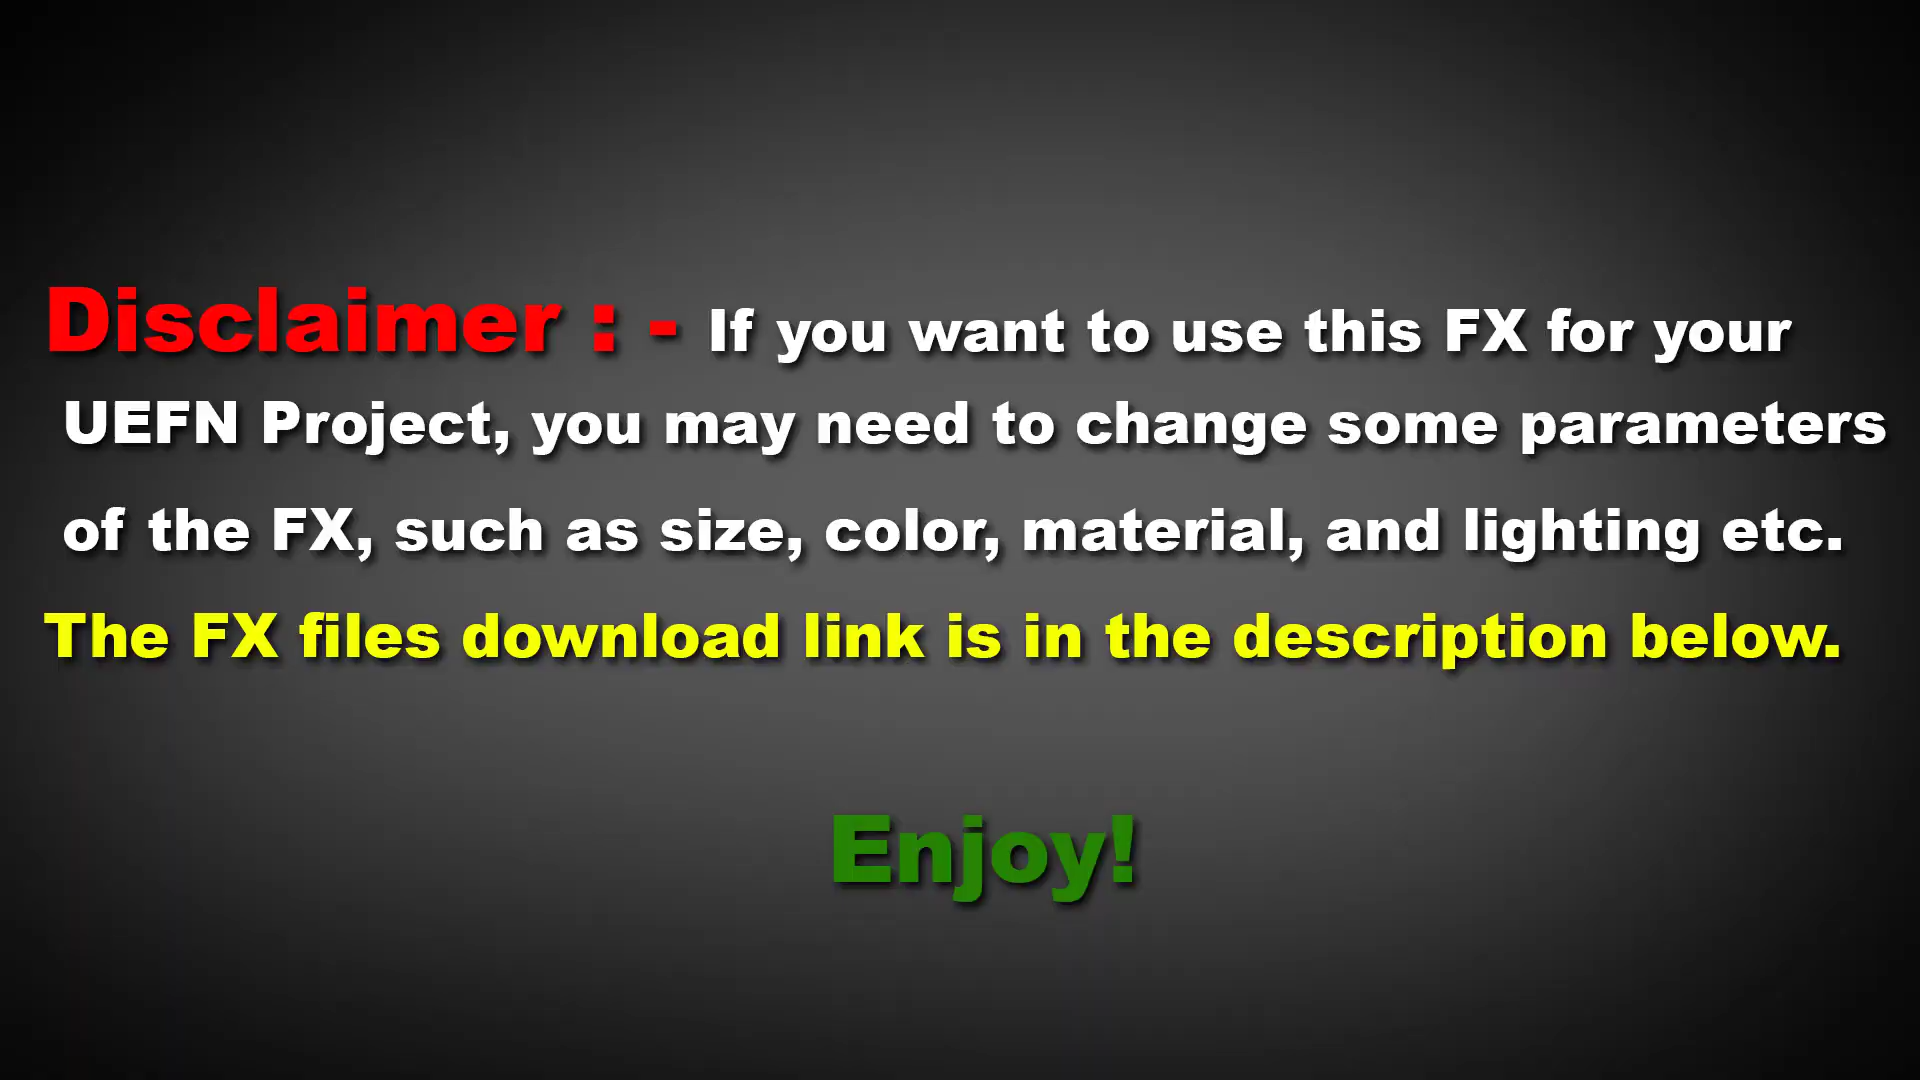 Disclaimer : - If you want to use this FX for your
UEFN Project, you may need to change some parameters
of the FX, such as size, color, material, and lighting etc.
The FX files download link is in the description below.
Enjoy!